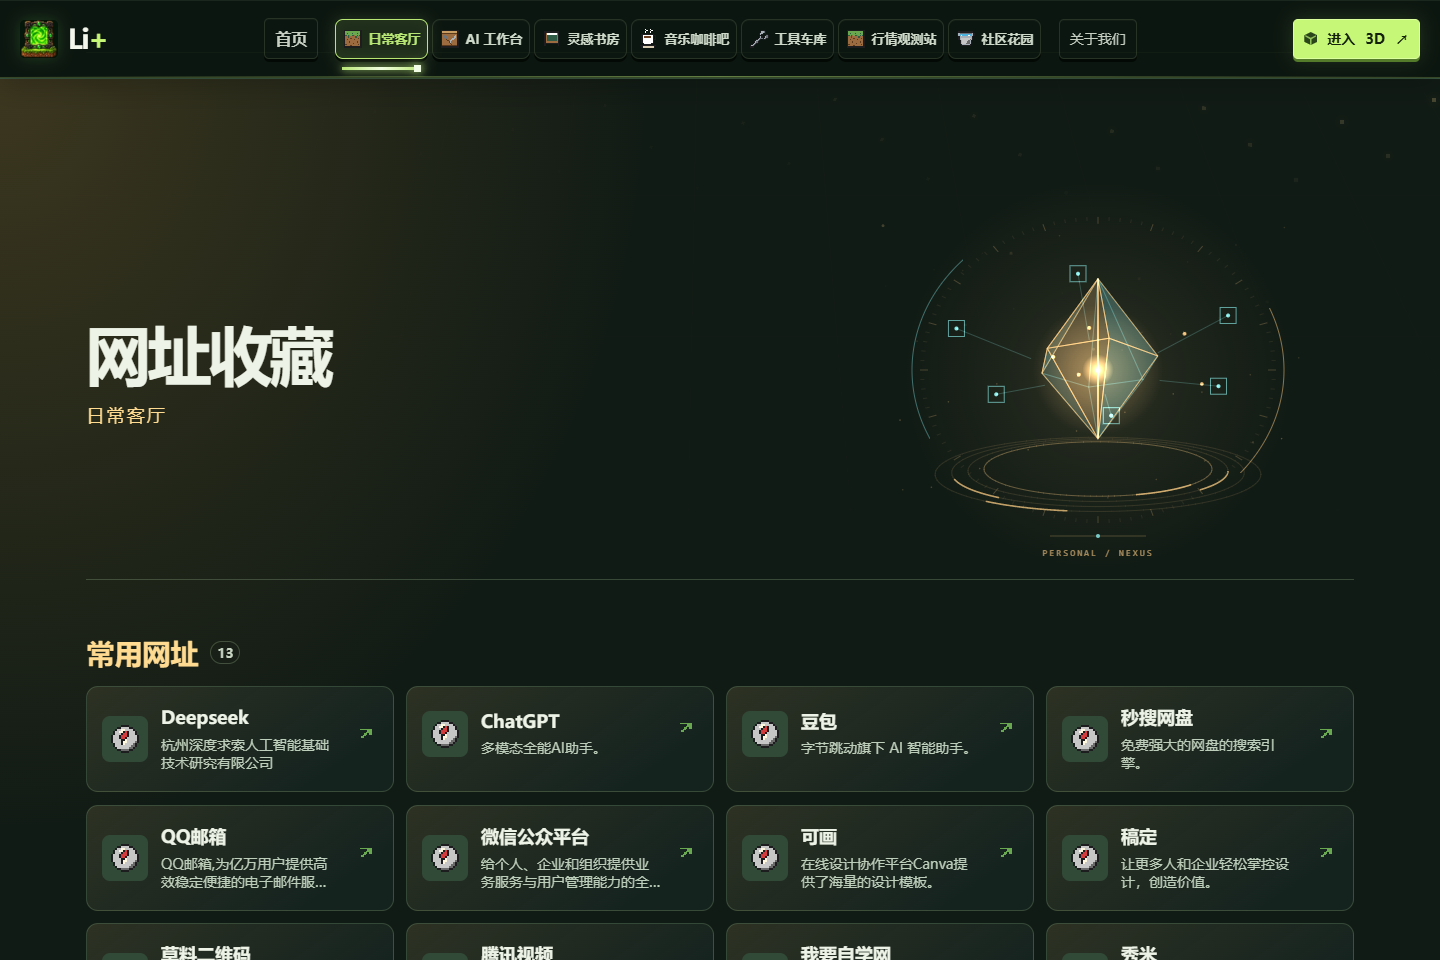 Li+
首页
日常客厅
AI 工作台
灵感书房
音乐咖啡吧
工具车库
行情观测站
社区花园
关于我们
进入 3D ↗
网址收藏
日常客厅
PERSONAL / NEXUS
常用网址 13
Deepseek
杭州深度求索人工智能基础
技术研究有限公司
ChatGPT
多模态全能AI助手。
豆包
字节跳动旗下 AI 智能助手。
秒搜网盘
免费强大的网盘的搜索引
擎。
QQ邮箱
QQ邮箱,为亿万用户提供高
效稳定便捷的电子邮件服...
微信公众平台
给个人、企业和组织提供业
务服务与用户管理能力的全...
可画
在线设计协作平台Canva提
供了海量的设计模板。
稿定
让更多人和企业轻松掌控设
计，创造价值。
草料二维码
腾讯视频
我要自学网
秀米